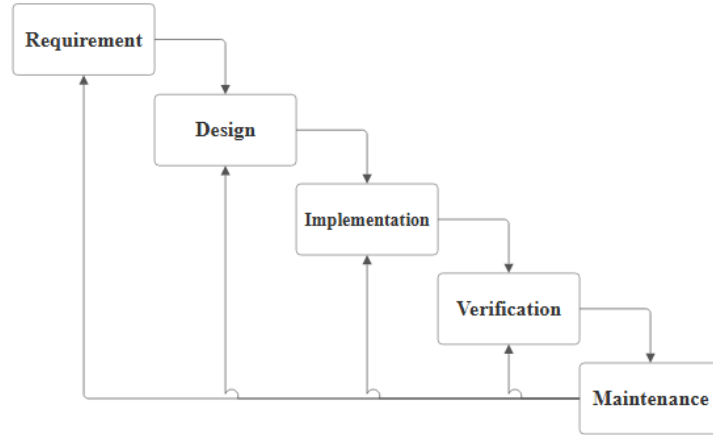 Requirement
Design
Implementation
Verification
Maintenance